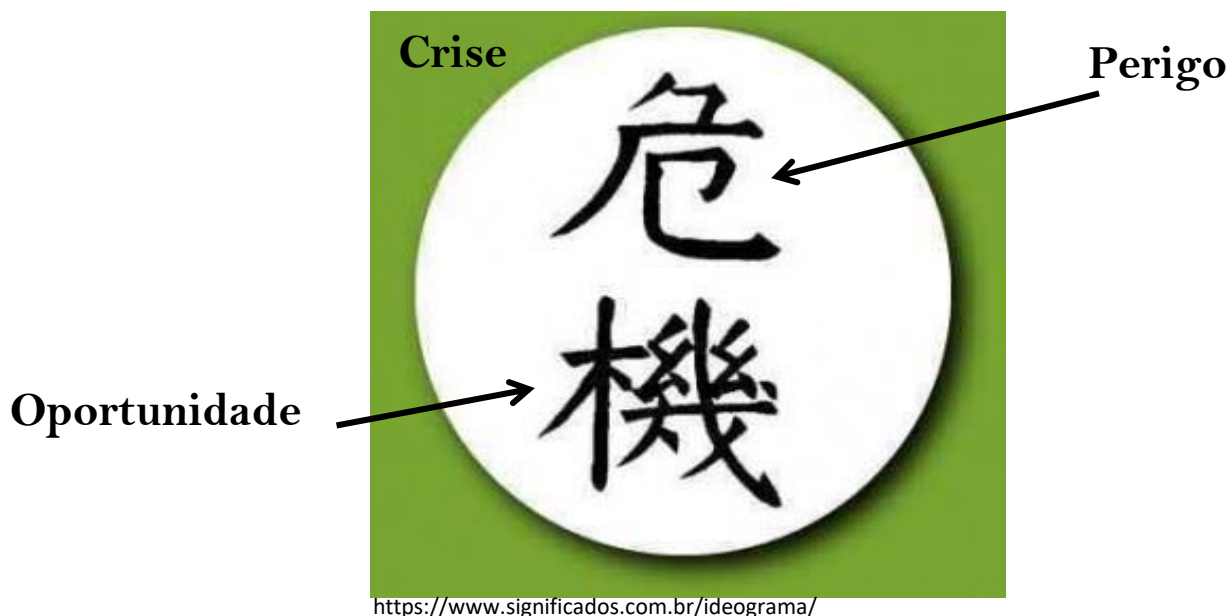 Crise
Perigo
危
機
Oportunidade
https://www.significados.com.br/ideograma/